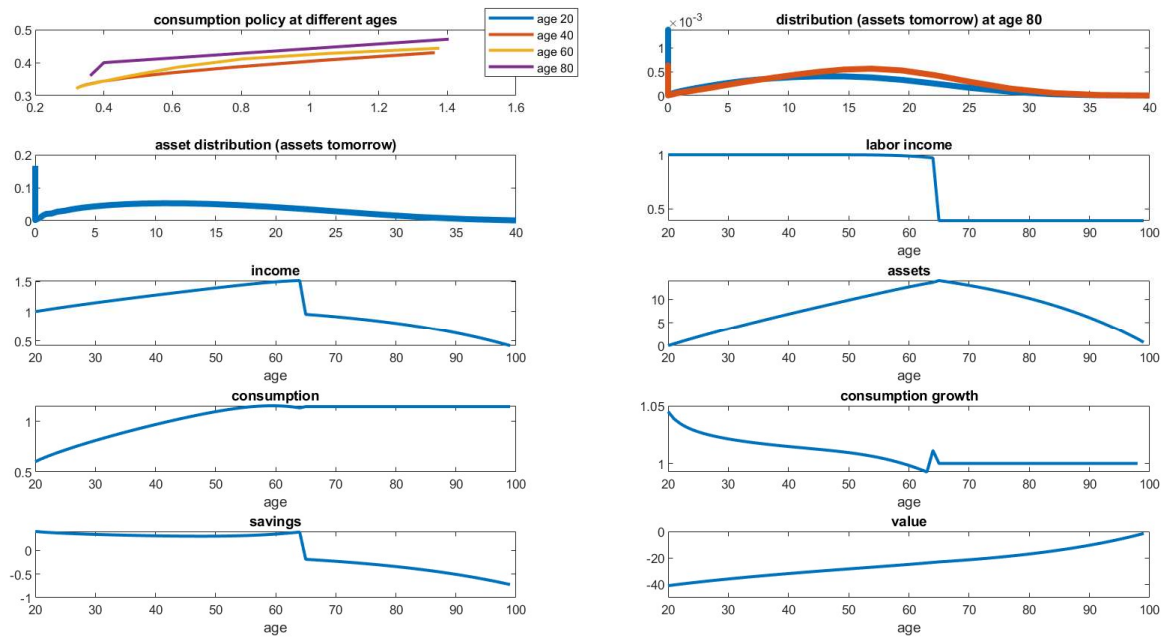 consumption policy at different ages
0.5
0.4
0.3
0.2 0.4 0.6 0.8 1 1.2 1.4 1.6
age 20
age 40
age 60
age 80
distribution (assets tomorrow) at age 80
×10⁻³
1
0.5
0
0 5 10 15 20 25 30 35 40
asset distribution (assets tomorrow)
0.2
0.1
0
0 5 10 15 20 25 30 35 40
labor income
1
0.5
20 30 40 50 60 70 80 90 100
age
income
1.5
1
0.5
20 30 40 50 60 70 80 90 100
age
assets
10
5
0
20 30 40 50 60 70 80 90 100
age
consumption
1
0.5
20 30 40 50 60 70 80 90 100
age
consumption growth
1.05
1
20 30 40 50 60 70 80 90 100
age
savings
0
-0.5
-1
20 30 40 50 60 70 80 90 100
age
value
0
-20
-40
20 30 40 50 60 70 80 90 100
age